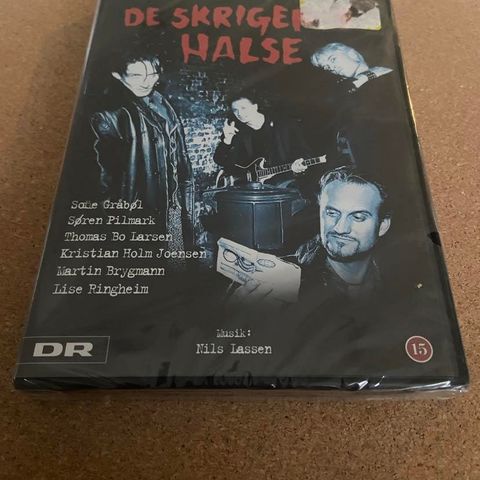 DE SKRIGENDE
HALSE
Sofie Gråbøl
Søren Pilmark
Thomas Bo Larsen
Kristian Holm Joensen
Martin Brygmann
Lise Ringheim
Musik:
Nils Lassen
DR
15